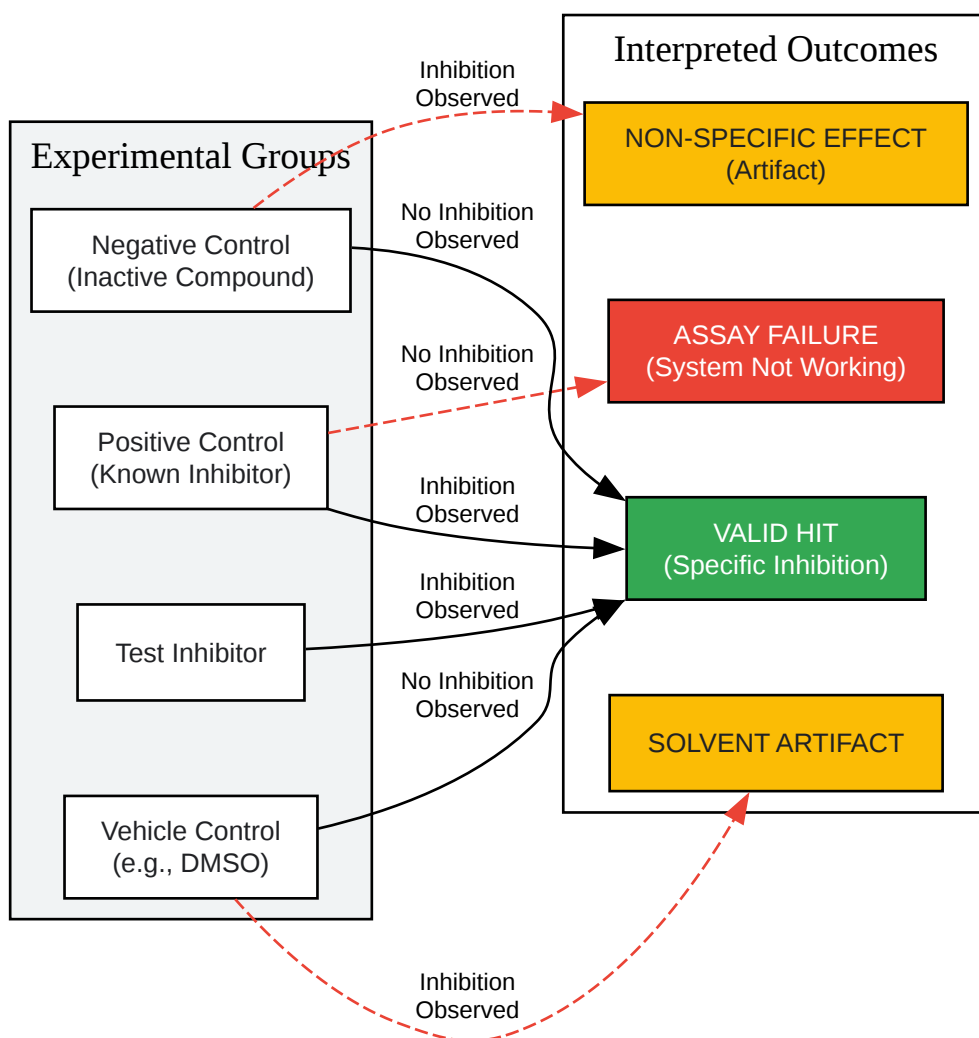 Experimental Groups
Negative Control
(Inactive Compound)
Positive Control
(Known Inhibitor)
Test Inhibitor
Vehicle Control
(e.g., DMSO)
Inhibition
Observed
No Inhibition
Observed
No Inhibition
Observed
Inhibition
Observed
Inhibition
Observed
No Inhibition
Observed
Inhibition
Observed
Interpreted Outcomes
NON-SPECIFIC EFFECT
(Artifact)
ASSAY FAILURE
(System Not Working)
VALID HIT
(Specific Inhibition)
SOLVENT ARTIFACT